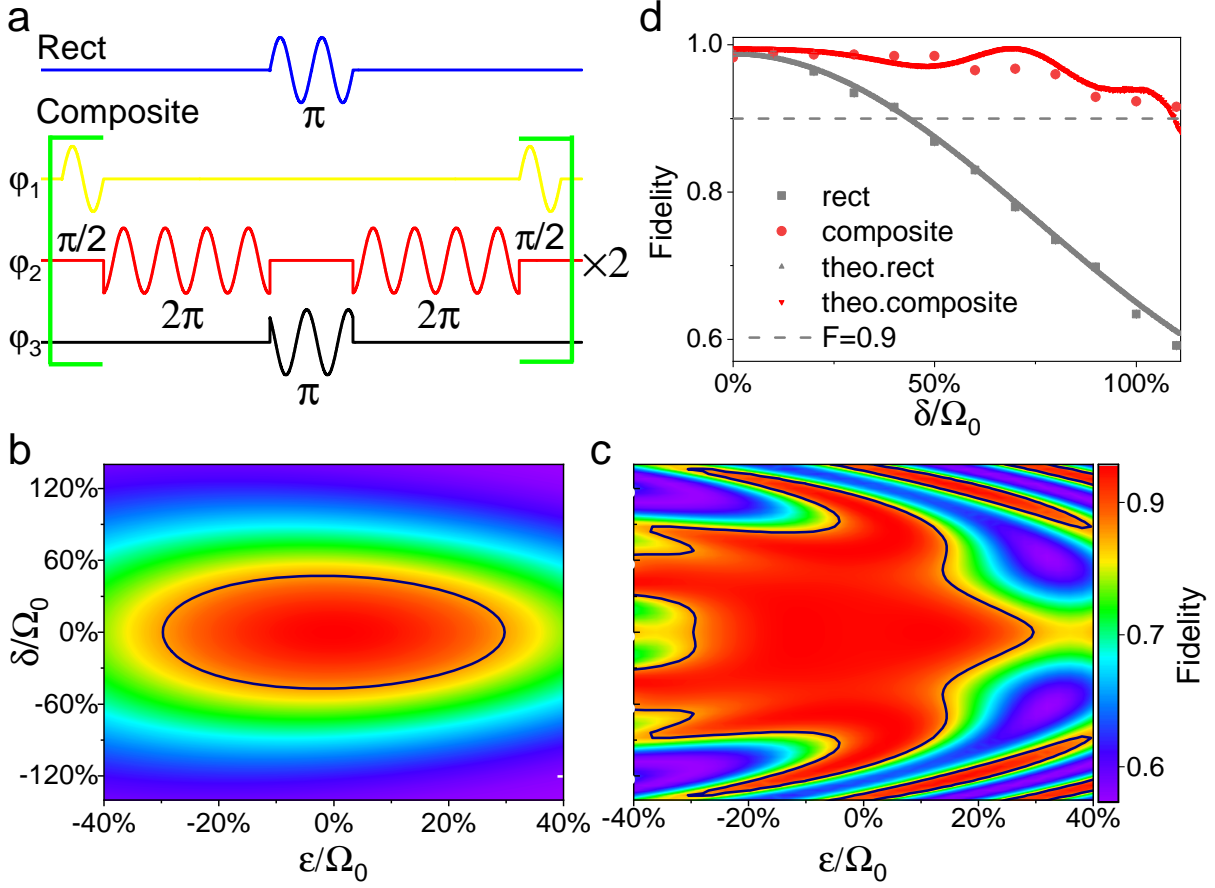 a
Rect
π
Composite
φ1
π/2
π/2
φ2
2π
2π
×2
φ3
π
d
1.0
0.8
0.6
Fidelity
rect
composite
theo.rect
theo.composite
F=0.9
0%
50%
100%
δ/Ω0
b
120%
60%
0%
-60%
-120%
δ/Ω0
-40%
-20%
0%
20%
40%
ε/Ω0
c
-40%
-20%
0%
20%
40%
ε/Ω0
0.9
0.7
0.6
Fidelity